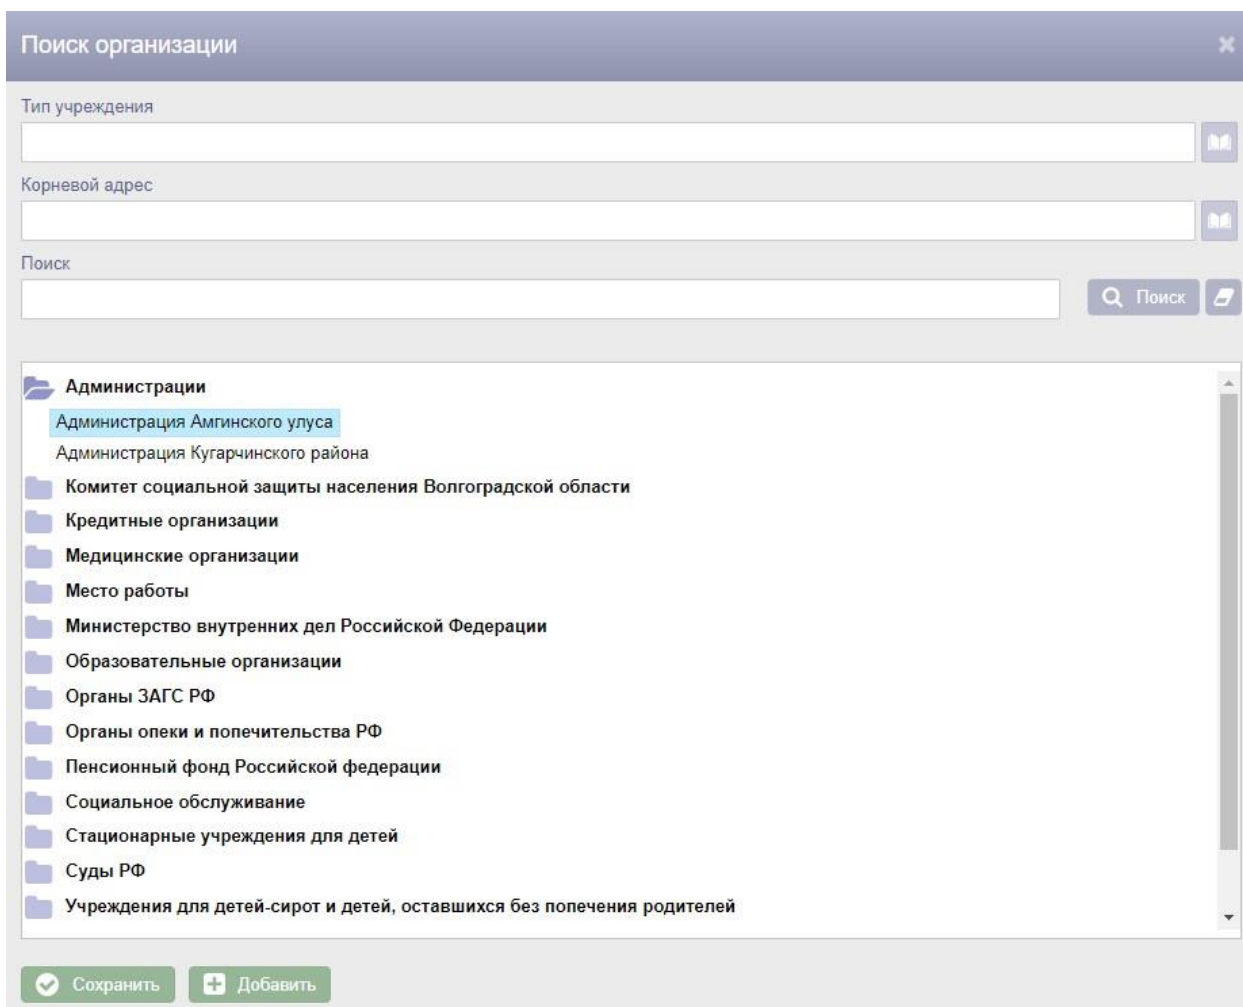 Поиск организации
Тип учреждения
Корневой адрес
Поиск
Поиск
Администрации
Администрация Амгинского улуса
Администрация Кугарчинского района
Комитет социальной защиты населения Волгоградской области
Кредитные организации
Медицинские организации
Место работы
Министерство внутренних дел Российской Федерации
Образовательные организации
Органы ЗАГС РФ
Органы опеки и попечительства РФ
Пенсионный фонд Российской федерации
Социальное обслуживание
Стационарные учреждения для детей
Суды РФ
Учреждения для детей-сирот и детей, оставшихся без попечения родителей
Сохранить Добавить